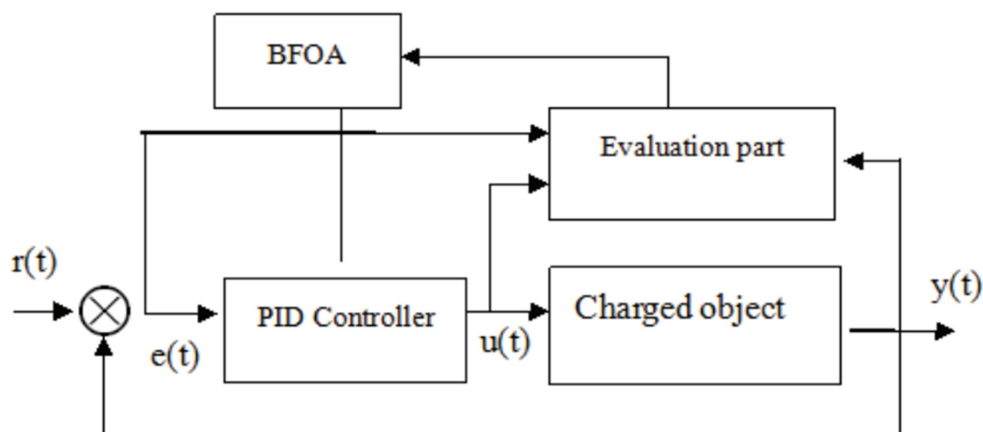 BFOA
Evaluation part
r(t)
PID Controller
Charged object
y(t)
e(t)
u(t)